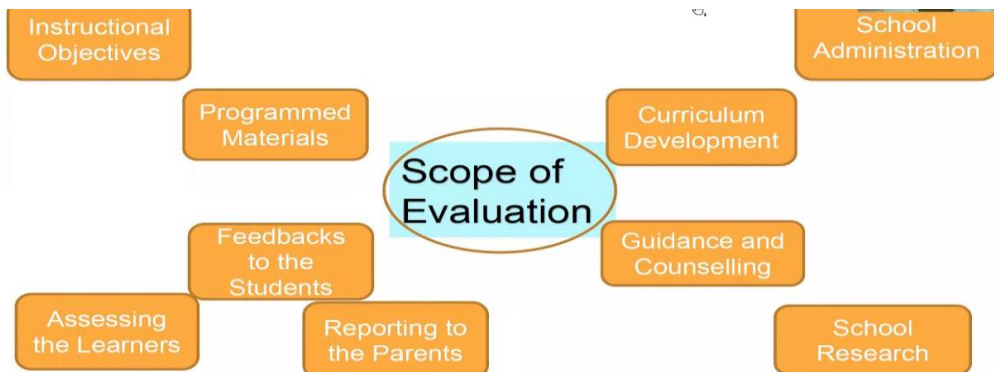 Instructional
Objectives
School
Administration
Programmed
Materials
Curriculum
Development
Scope of
Evaluation
Feedbacks
to the
Students
Guidance and
Counselling
Assessing
the Learners
Reporting to
the Parents
School
Research